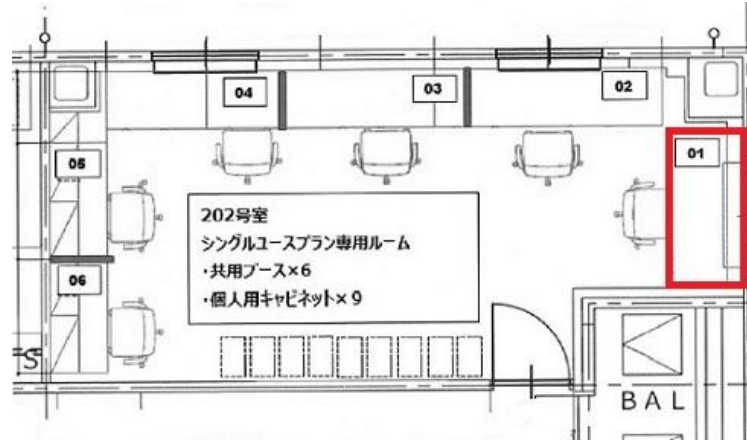 04
03
02
01
05
06
202号室
シングルユースプラン専用ルーム
・共用ブース×6
・個人用キャビネット×9
S
BAL